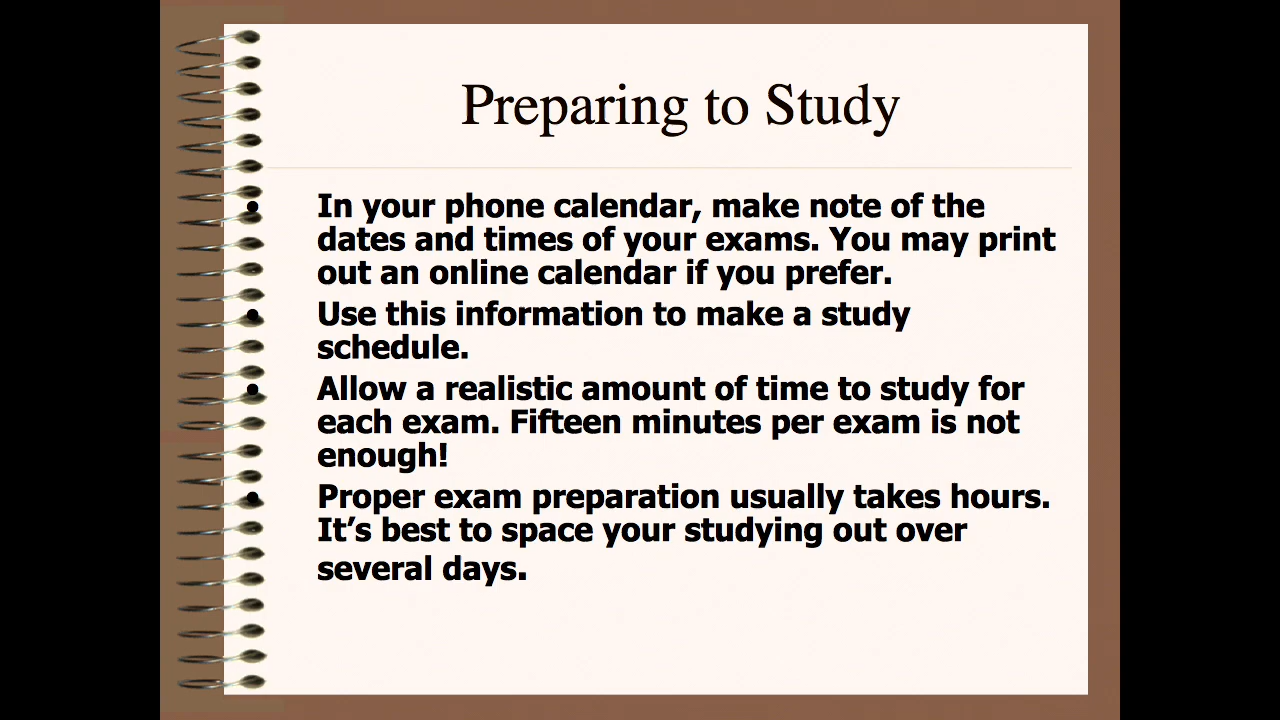 Preparing to Study
• In your phone calendar, make note of the
dates and times of your exams. You may print
out an online calendar if you prefer.
• Use this information to make a study
schedule.
• Allow a realistic amount of time to study for
each exam. Fifteen minutes per exam is not
enough!
• Proper exam preparation usually takes hours.
It’s best to space your studying out over
several days.